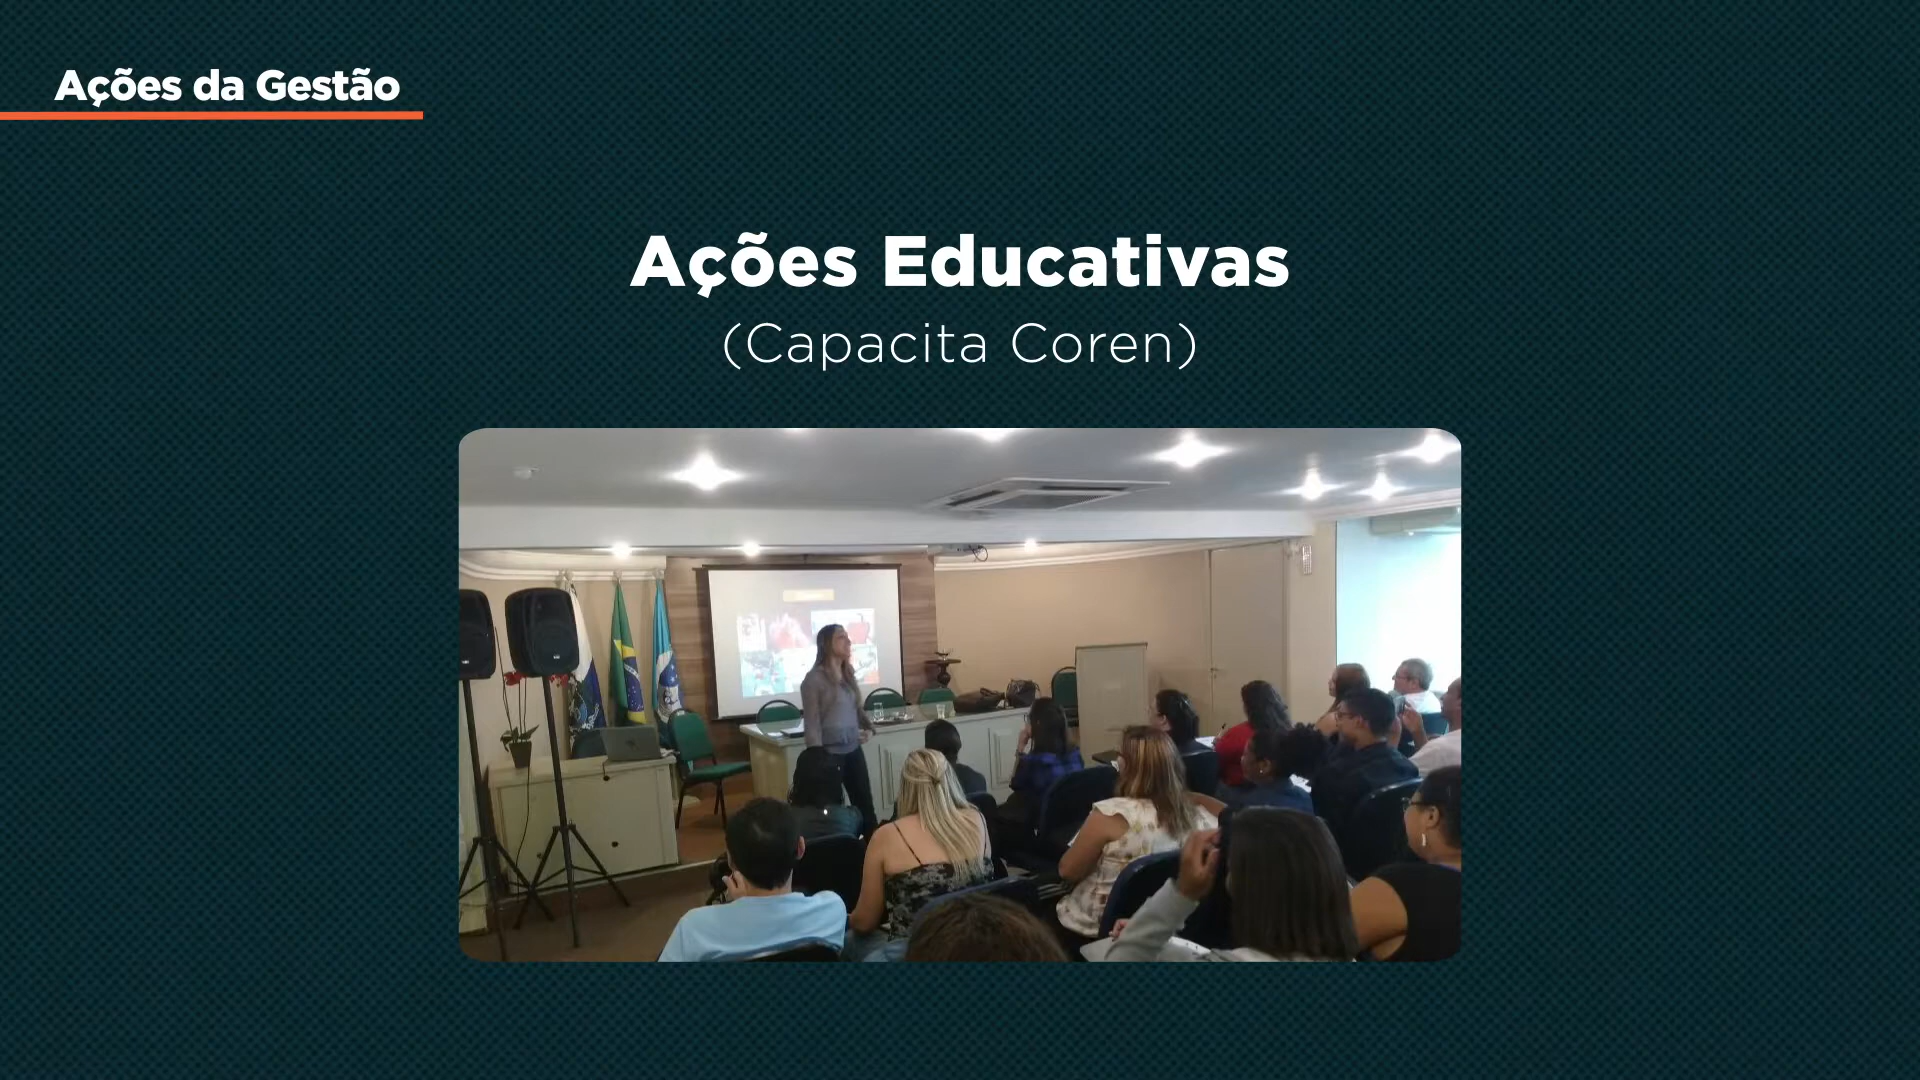 Ações da Gestão
Ações Educativas
(Capacita Coren)